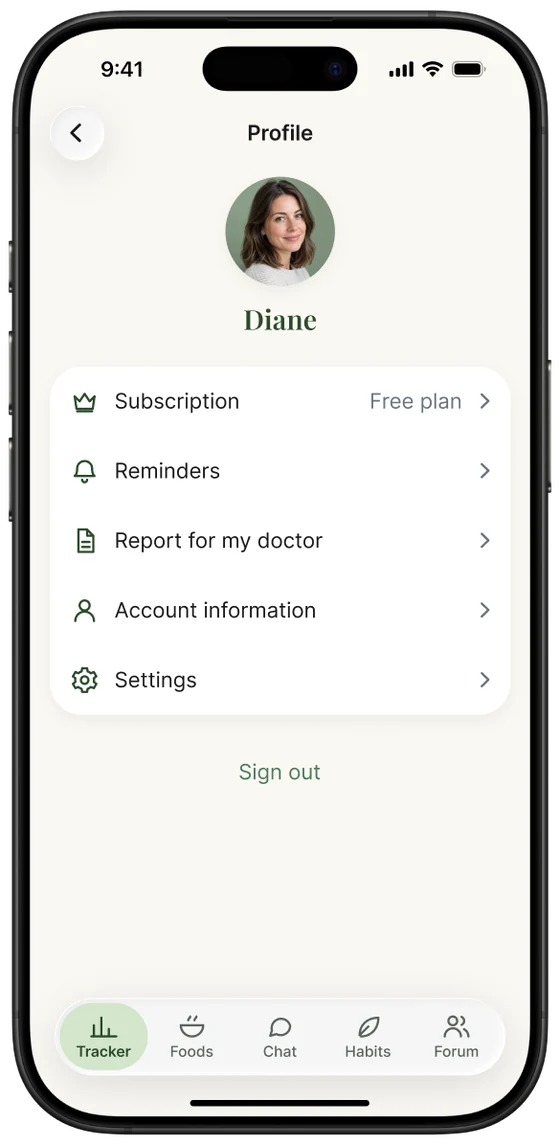 9:41
Profile
Diane
Subscription Free plan
Reminders
Report for my doctor
Account information
Settings
Sign out
Tracker Foods Chat Habits Forum